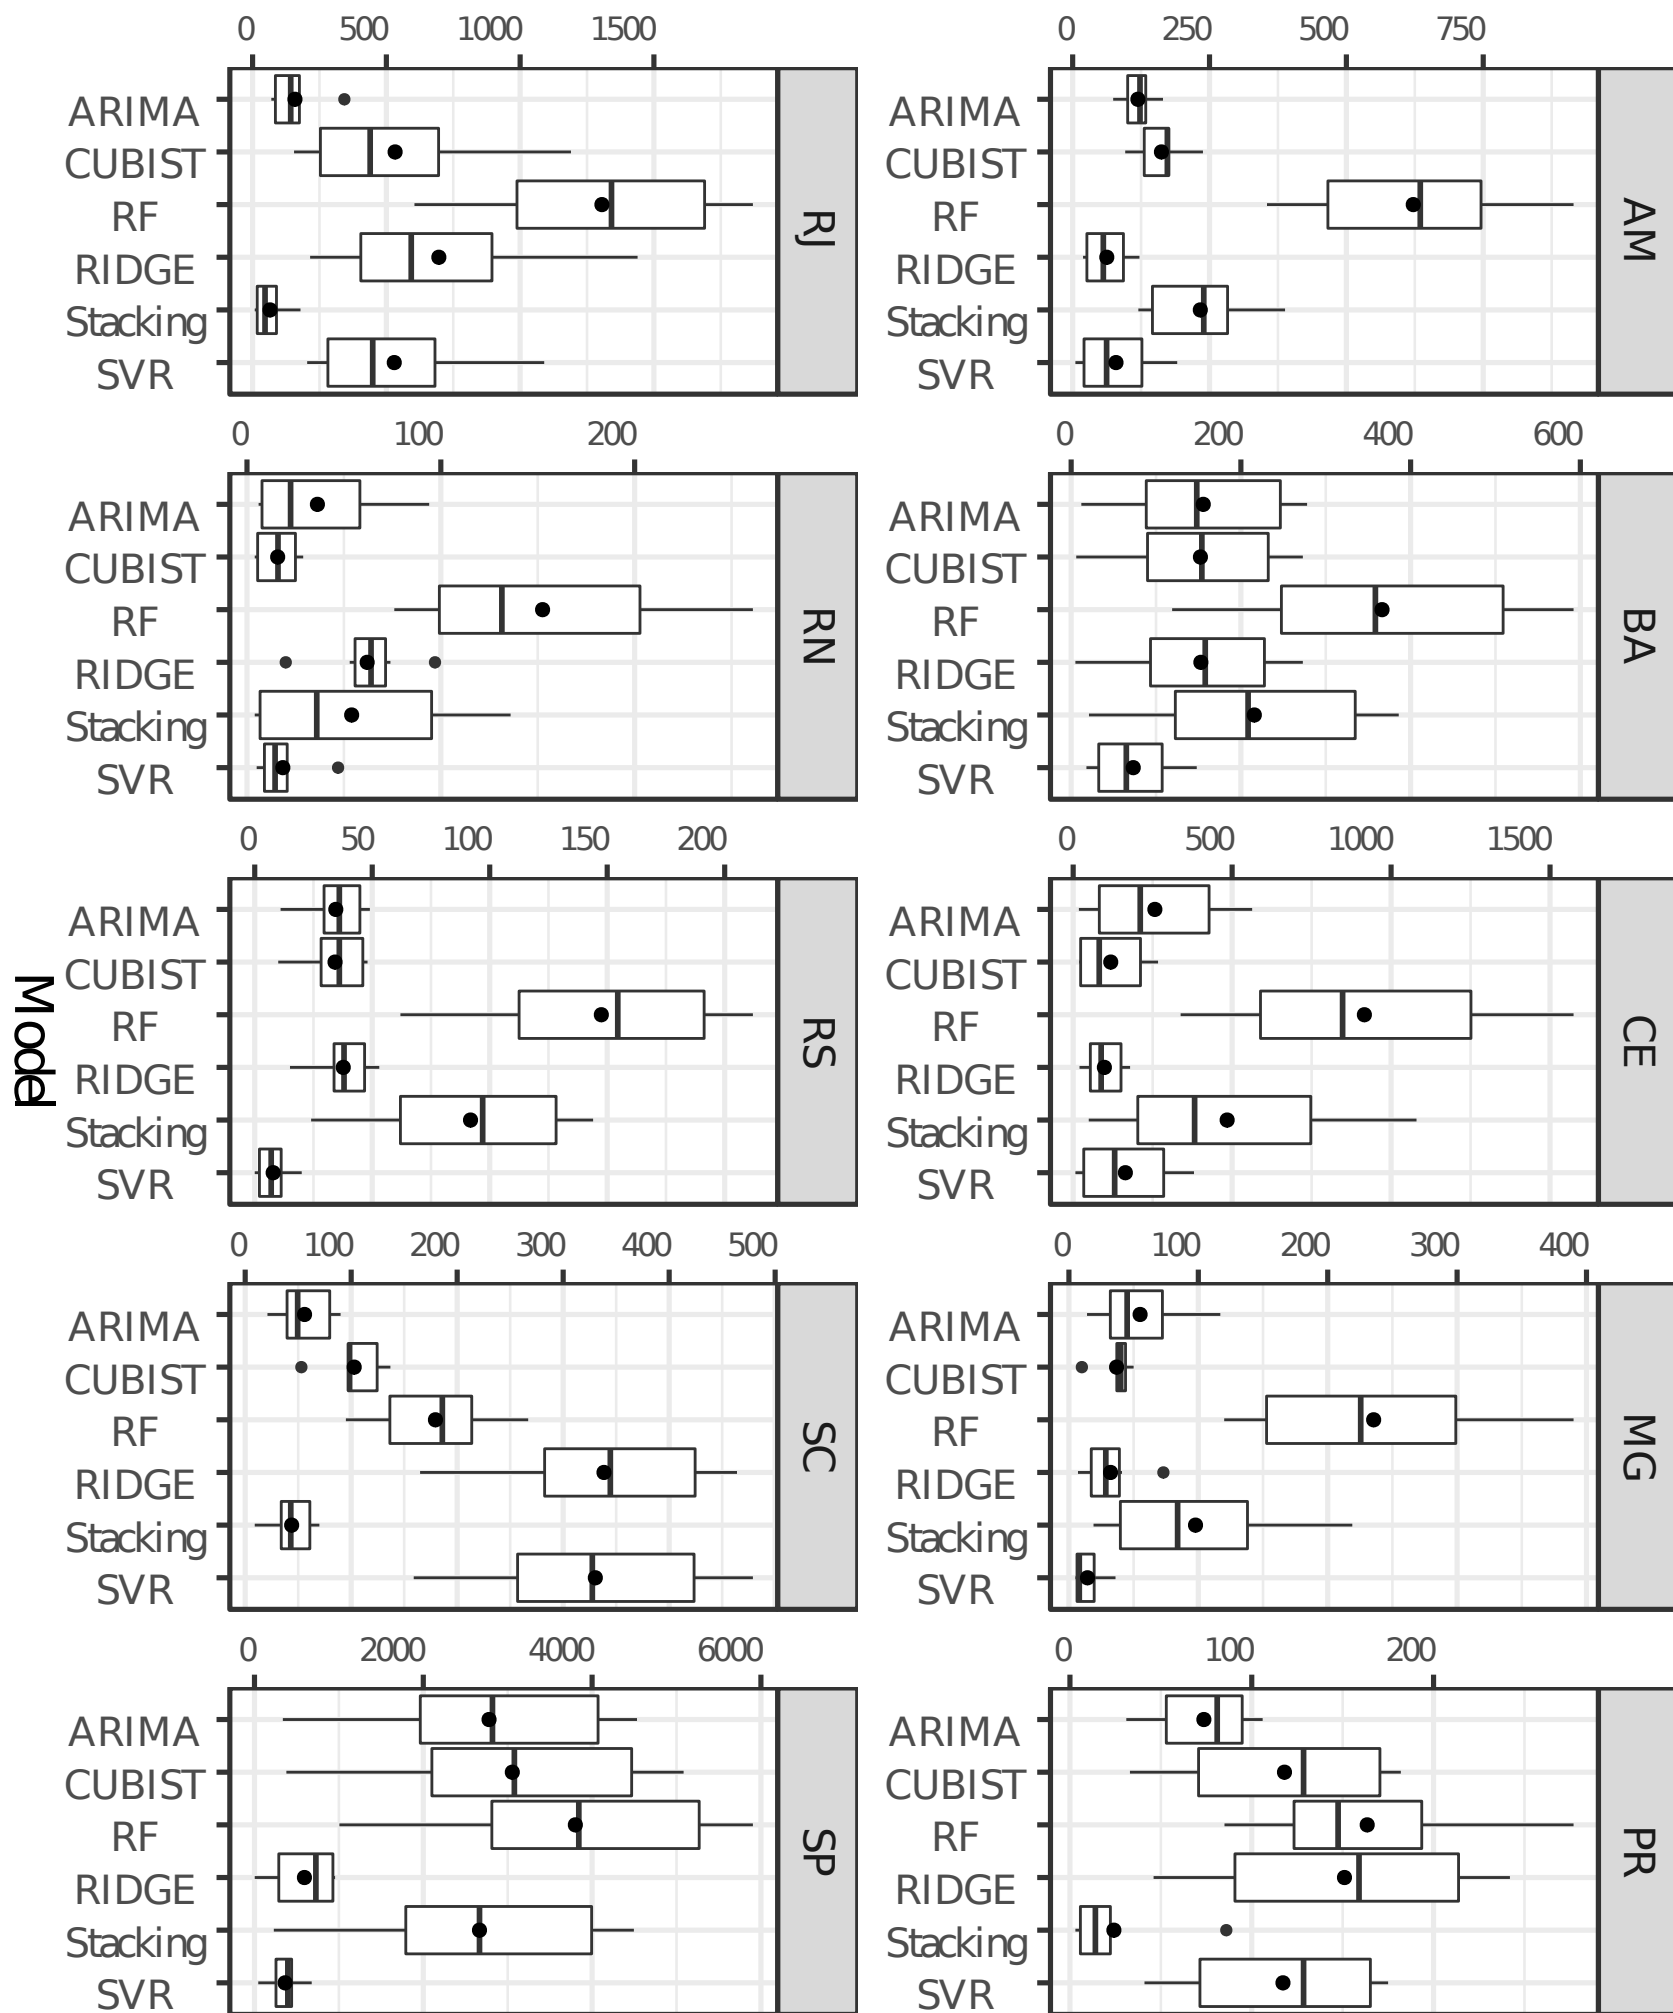 0 500 1000 1500
ARIMA
CUBIST
RF
RIDGE
Stacking
SVR
RJ
0 250 500 750
ARIMA
CUBIST
RF
RIDGE
Stacking
SVR
AM
0 100 200
ARIMA
CUBIST
RF
RIDGE
Stacking
SVR
RN
0 200 400 600
ARIMA
CUBIST
RF
RIDGE
Stacking
SVR
BA
Model
0 50 100 150 200
ARIMA
CUBIST
RF
RIDGE
Stacking
SVR
RS
0 500 1000 1500
ARIMA
CUBIST
RF
RIDGE
Stacking
SVR
CE
0 100 200 300 400 500
ARIMA
CUBIST
RF
RIDGE
Stacking
SVR
SC
0 100 200 300 400
ARIMA
CUBIST
RF
RIDGE
Stacking
SVR
MG
0 2000 4000 6000
ARIMA
CUBIST
RF
RIDGE
Stacking
SVR
SP
0 100 200
ARIMA
CUBIST
RF
RIDGE
Stacking
SVR
PR